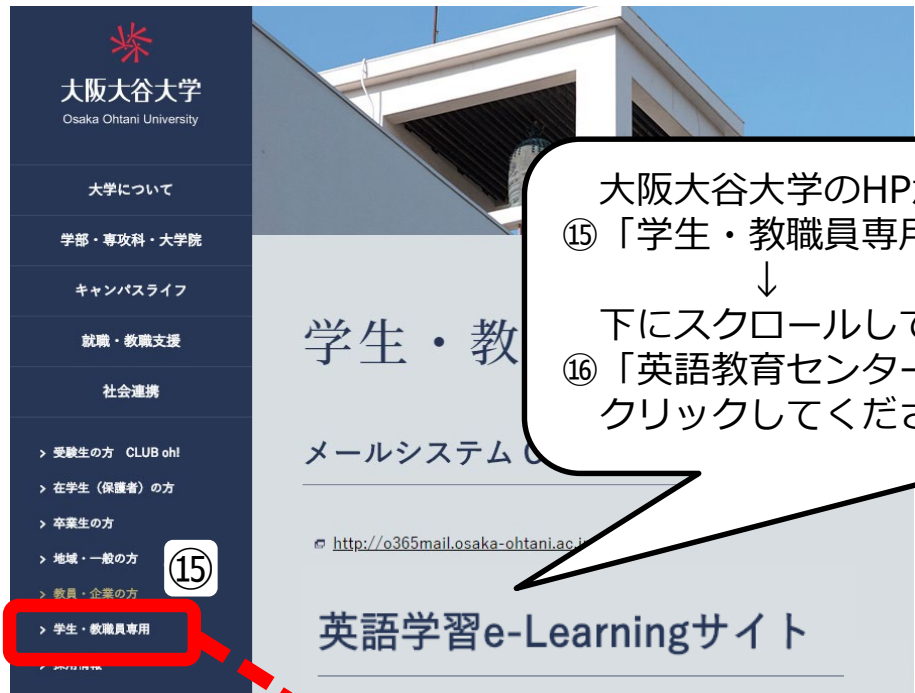 大阪大谷大学
Osaka Ohtani University
大学について
学部・専攻科・大学院
キャンパスライフ
就職・教職支援
社会連携
> 受験生の方 CLUB oh!
> 在学生（保護者）の方
> 卒業生の方
> 地域・一般の方
⑮
> 教員・企業の方
> 学生・教職員専用
大阪大谷大学のHP
⑮「学生・教職員専用
↓
下にスクロールして
⑯「英語教育センター
クリックしてくださ
学生・教
メールシステム
http://o365mail.osaka-ohtani.ac.j
英語学習e-Learningサイト